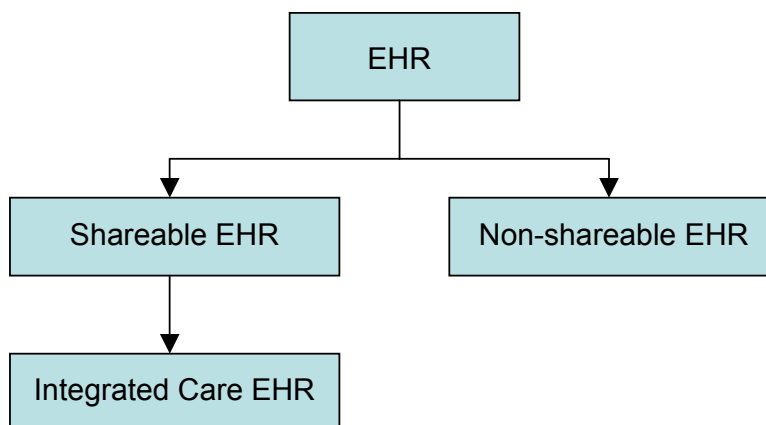 EHR
Shareable EHR
Non-shareable EHR
Integrated Care EHR